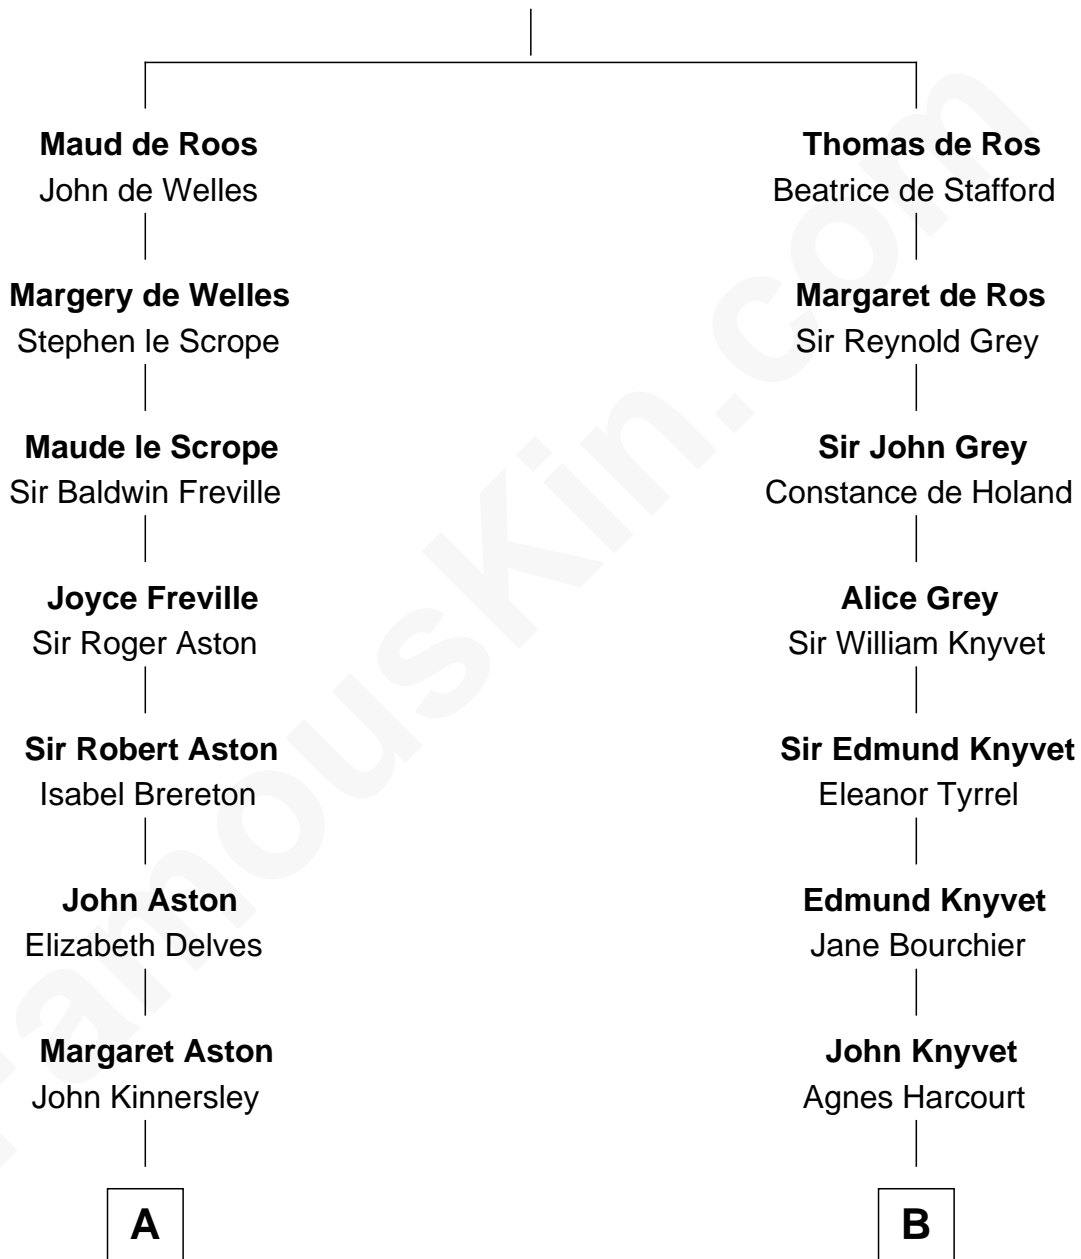 Maud de Roos
John de Welles
Thomas de Ros
Beatrice de Stafford
Margery de Welles
Stephen le Scrope
Margaret de Ros
Sir Reynold Grey
Maude le Scrope
Sir Baldwin Freville
Sir John Grey
Constance de Holand
Joyce Freville
Sir Roger Aston
Alice Grey
Sir William Knyvet
Sir Robert Aston
Isabel Brereton
Sir Edmund Knyvet
Eleanor Tyrrel
John Aston
Elizabeth Delves
Edmund Knyvet
Jane Bourchier
Margaret Aston
John Kinnersley
John Knyvet
Agnes Harcourt
A
B
FamousKin.com